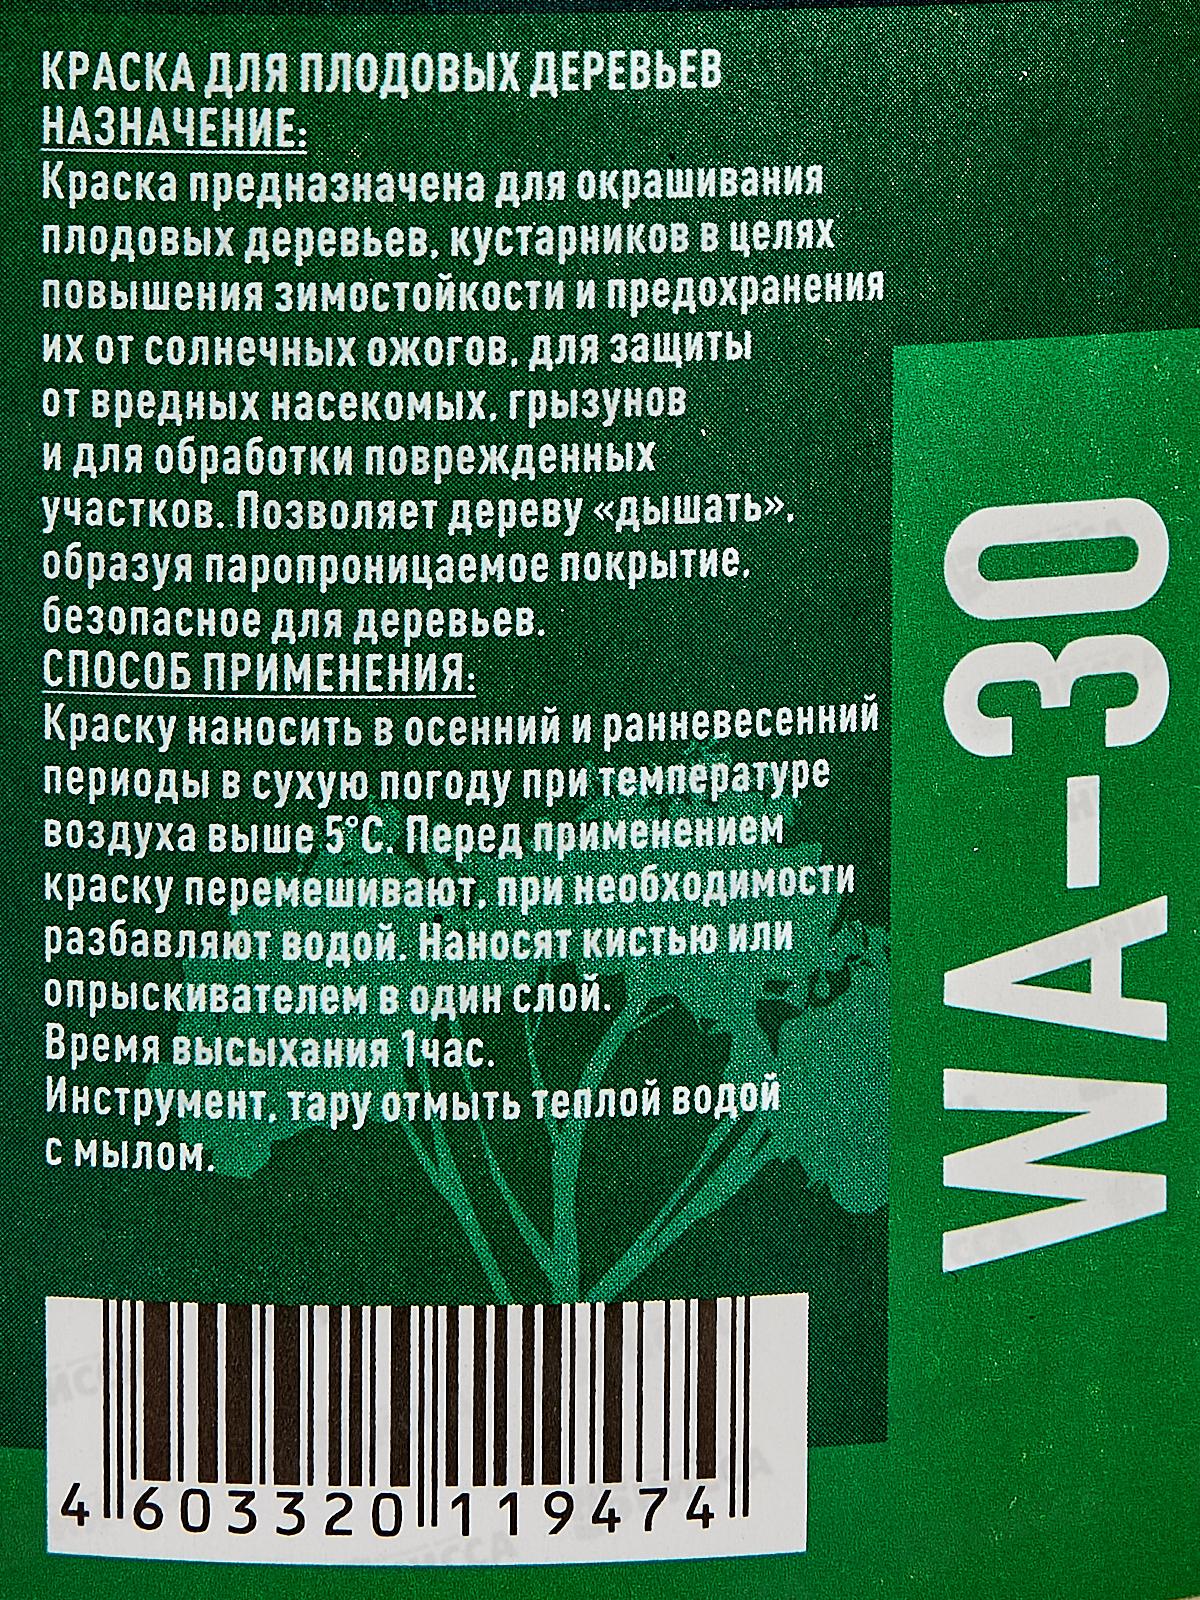 КРАСКА ДЛЯ ПЛОДОВЫХ ДЕРЕВЬЕВ
НАЗНАЧЕНИЕ:
Краска предназначена для окрашивания
плодовых деревьев, кустарников в целях
повышения зимостойкости и предохранения
их от солнечных ожогов, для защиты
от вредных насекомых, грызунов
и для обработки поврежденных
участков. Позволяет дереву «дышать»,
образуя паропроницаемое покрытие,
безопасное для деревьев.
СПОСОБ ПРИМЕНЕНИЯ:
Краску наносить в осенний и ранневесенний
периоды в сухую погоду при температуре
воздуха выше 5°С. Перед применением
краску перемешивают, при необходимости
разбавляют водой. Наносят кистью или
опрыскивателем в один слой.
Время высыхания 1час.
Инструмент, тару отмыть теплой водой
с мылом.
4 603320 119474
WA-30